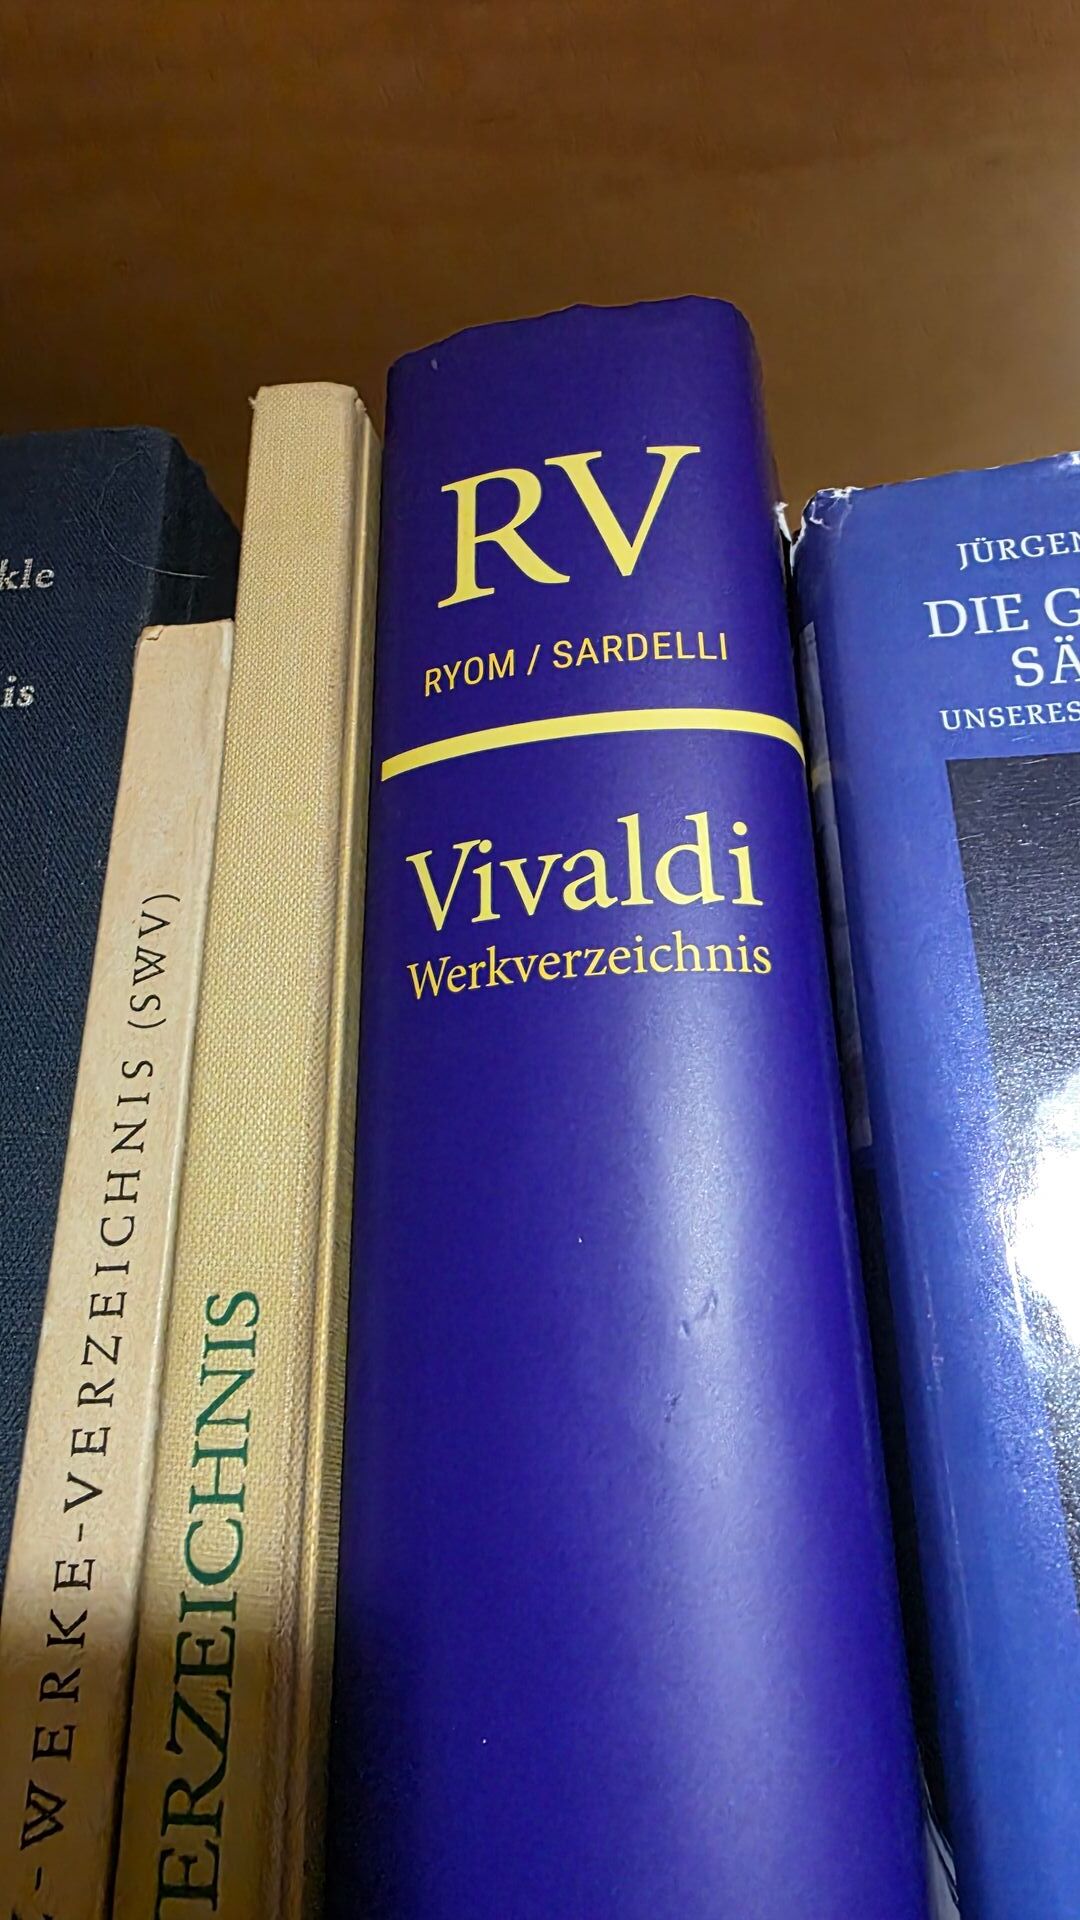 kle
is
-WERKE-VERZEICHNIS (SWV)
ERZEICHNIS
RV
RYOM / SARDELLI
Vivaldi
Werkverzeichnis
JÜRGEN
DIE G
SÄ
UNSERES